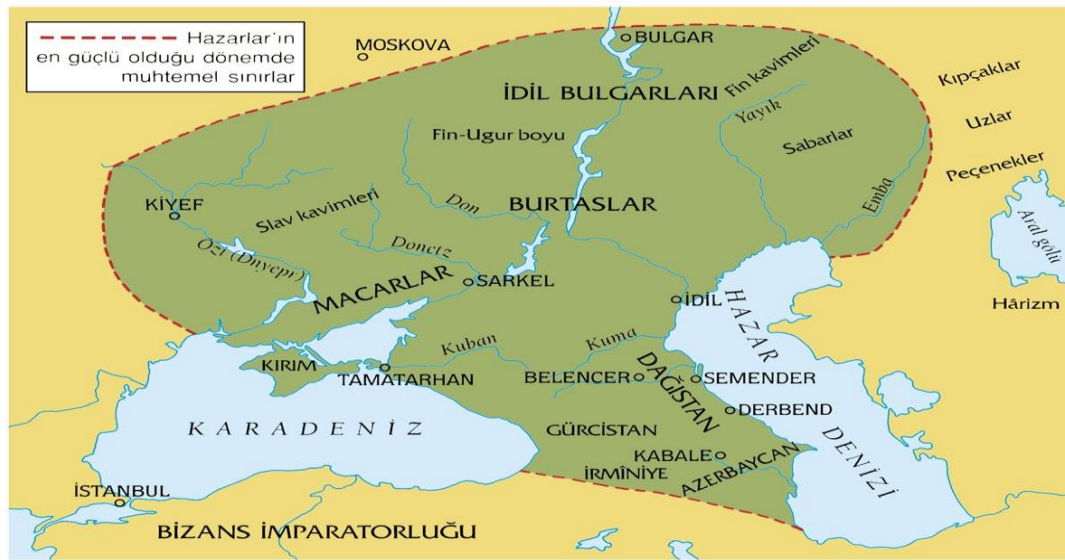 Hazarlar'ın
en güçlü olduğu dönemde
muhtemel sınırlar
MOSKOVA
BULGAR
Fin kavimleri
Kıpçaklar
İDİL BULGARLARI
Yayık
Uzlar
Fin-Ugur boyu
Sabarlar
Peçenekler
KİYEF
Slav kavimleri
Don
BURTASLAR
Emba
Aral gölü
Özi (Dnyepr)
Donetz
MACARLAR
SARKEL
İDİL
HAZAR
DENİZİ
Hârizm
KIRIM
TAMATARHAN
Kuban
Kuma
BELENCER
DAĞISTAN
SEMENDER
DERBEND
KARADENİZ
GÜRCİSTAN
KABALE
İRMÎNİYE
AZERBAYCAN
İSTANBUL
BİZANS İMPARATORLUĞU